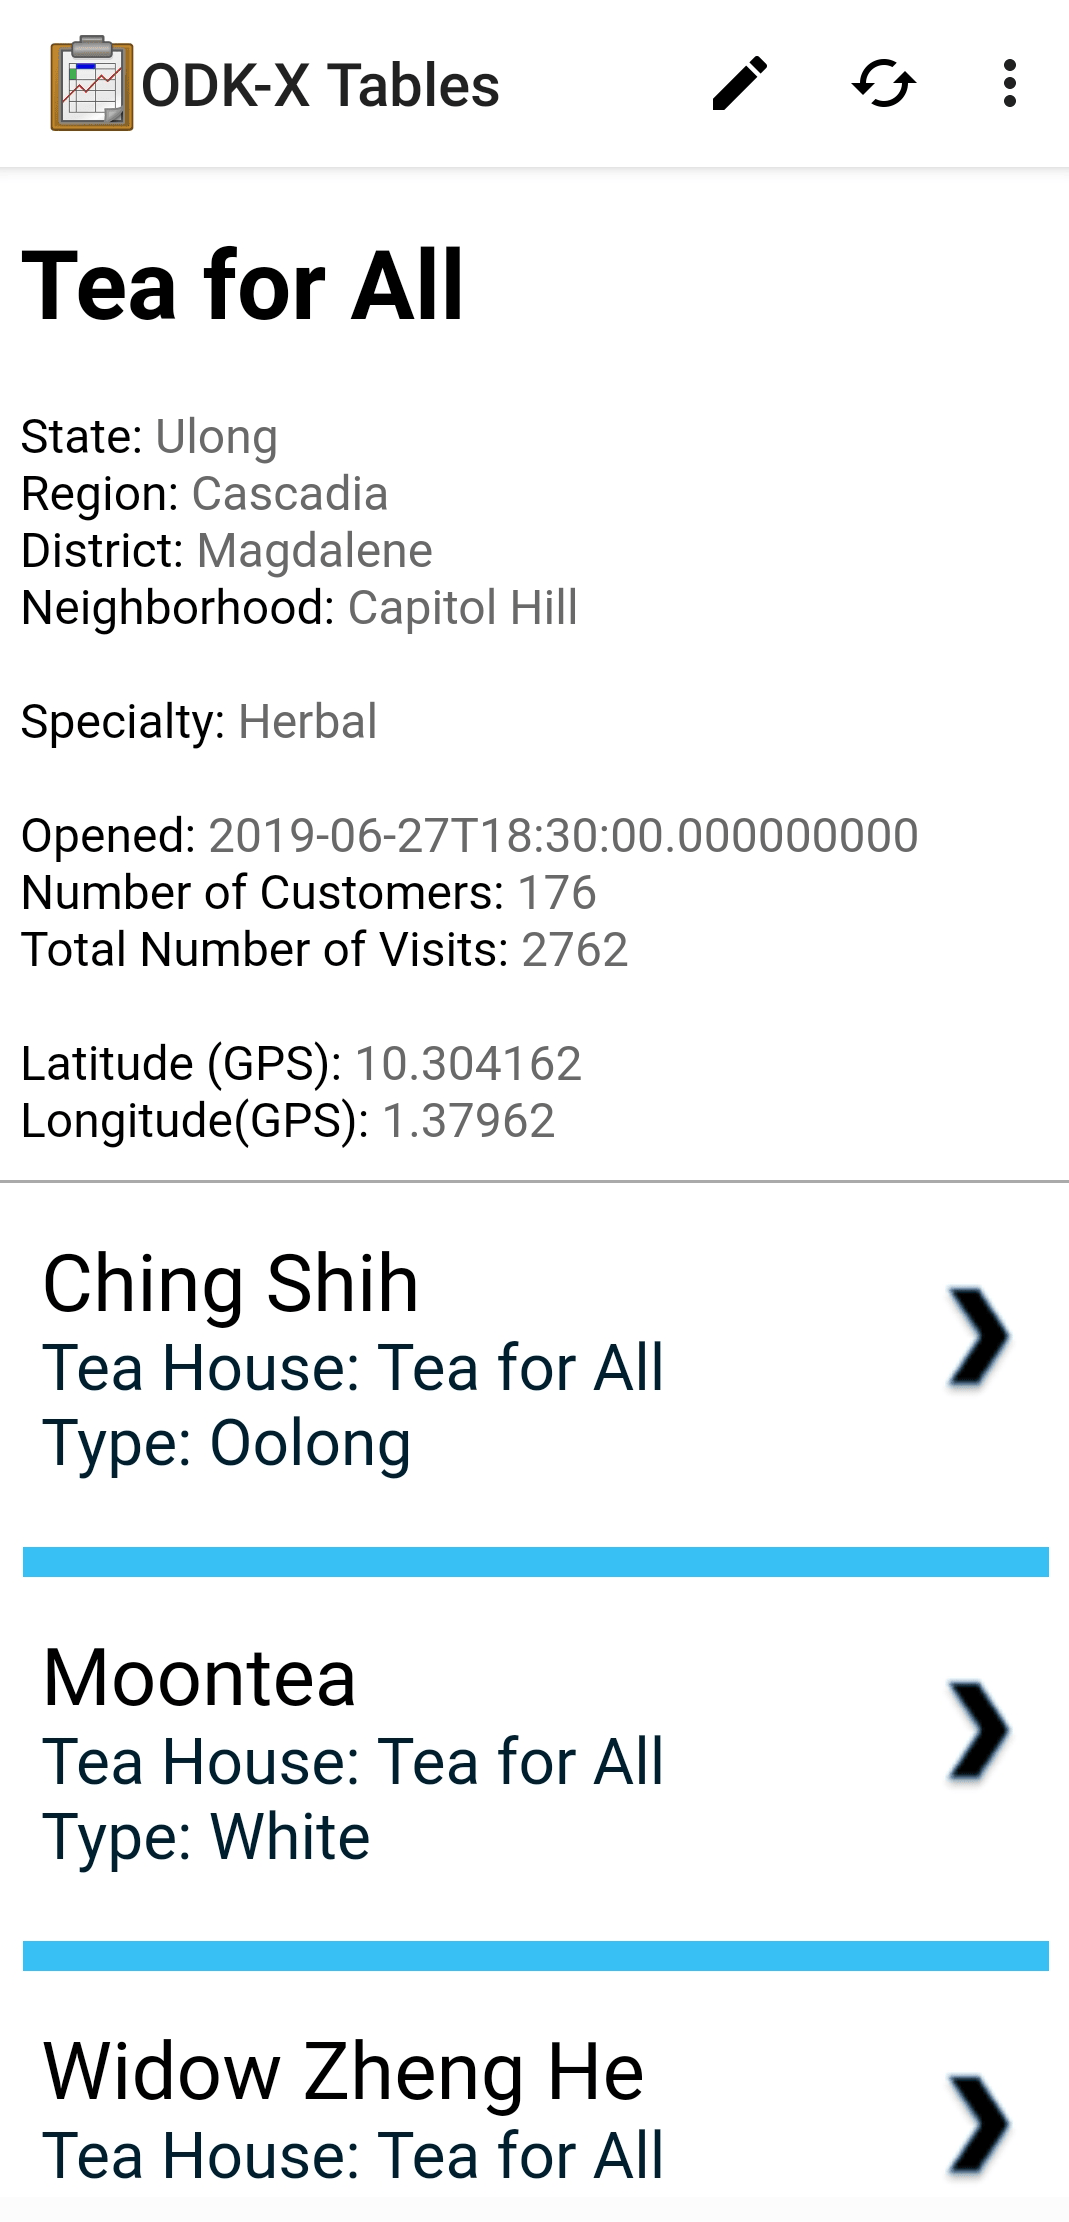 ODK-X Tables
Tea for All
State: Ulong
Region: Cascadia
District: Magdalene
Neighborhood: Capitol Hill
Specialty: Herbal
Opened: 2019-06-27T18:30:00.000000000
Number of Customers: 176
Total Number of Visits: 2762
Latitude (GPS): 10.304162
Longitude(GPS): 1.37962
Ching Shih
Tea House: Tea for All
Type: Oolong
Moontea
Tea House: Tea for All
Type: White
Widow Zheng He
Tea House: Tea for All